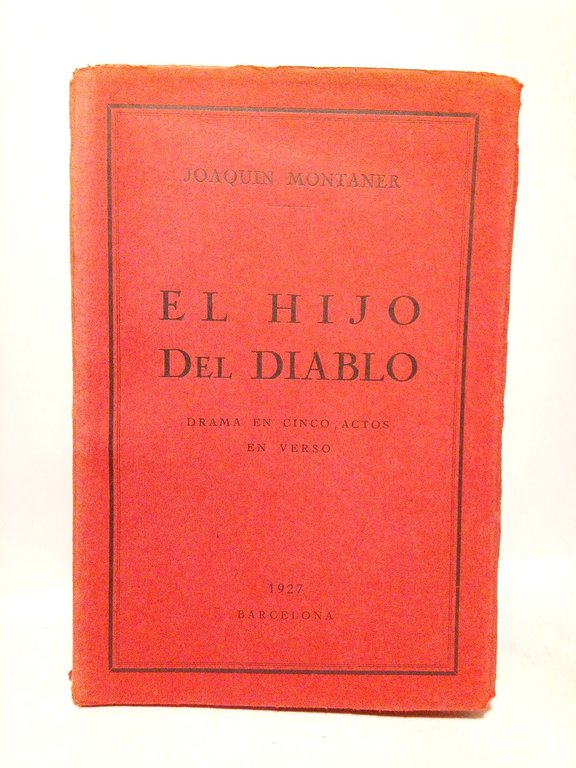 JOAQUIN MONTANER
EL HIJO
DEL DIABLO
DRAMA EN CINCO ACTOS
EN VERSO
1927
BARCELONA